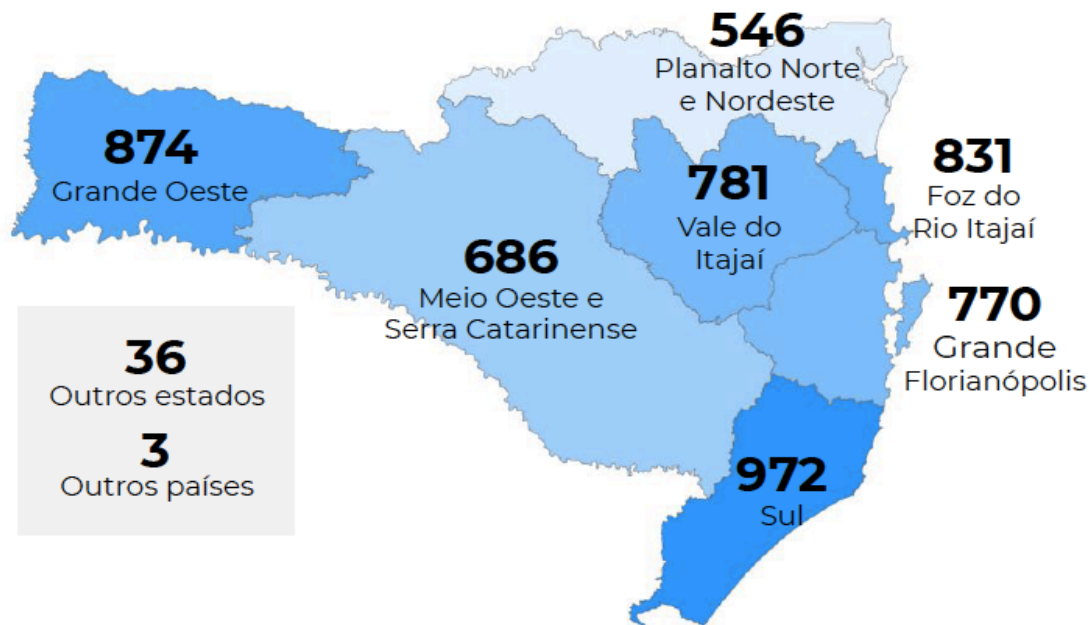 546
Planalto Norte
e Nordeste
874
Grande Oeste
781
Vale do
Itajaí
831
Foz do
Rio Itajaí
686
Meio Oeste e
Serra Catarinense
770
Grande
Florianópolis
36
Outros estados
3
Outros países
972
Sul